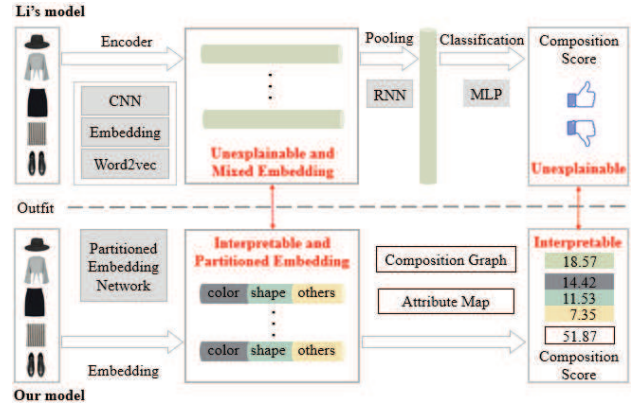 Li's model
Encoder
CNN
Embedding
Word2vec
Unexplainable and
Mixed Embedding
Pooling
RNN
Classification
MLP
Composition
Score
Unexplainable
Outfit
Partitioned
Embedding
Network
Embedding
Interpretable and
Partitioned Embedding
color shape others
color shape others
Composition Graph
Attribute Map
Interpretable
18.57
14.42
11.53
7.35
51.87
Composition
Score
Our model